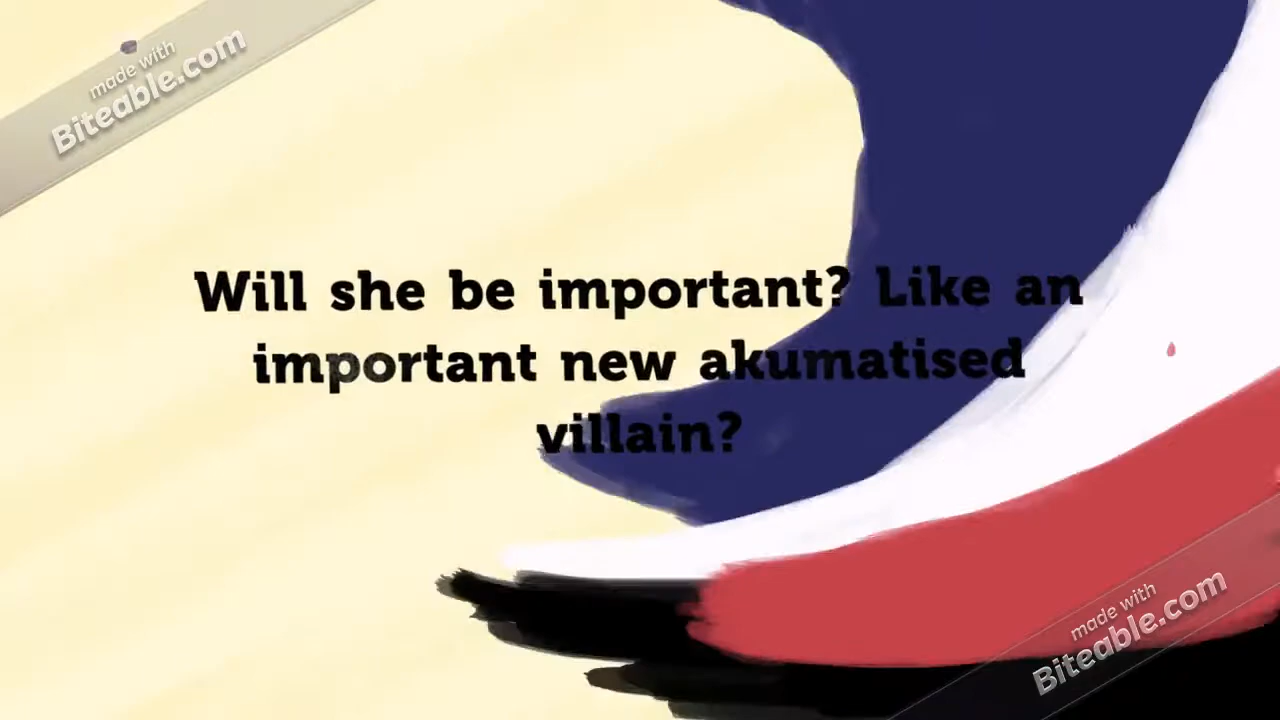 made with
Biteable.com
Will she be important? Like an
important new akumatised
villain?
made with
Biteable.com